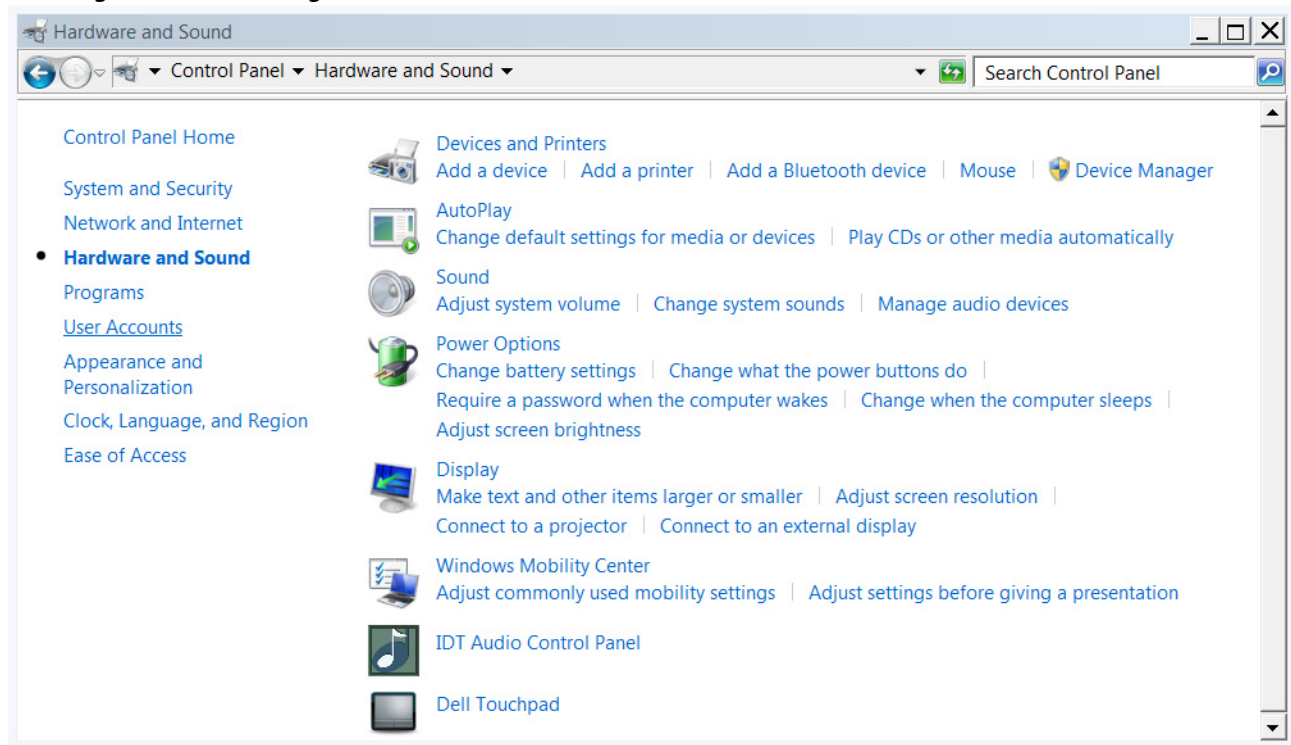 Hardware and Sound
Control Panel Hardware and Sound
Search Control Panel
Control Panel Home
System and Security
Network and Internet
Hardware and Sound
Programs
User Accounts
Appearance and
Personalization
Clock, Language, and Region
Ease of Access
Devices and Printers
Add a device | Add a printer | Add a Bluetooth device | Mouse | Device Manager
AutoPlay
Change default settings for media or devices | Play CDs or other media automatically
Sound
Adjust system volume | Change system sounds | Manage audio devices
Power Options
Change battery settings | Change what the power buttons do |
Require a password when the computer wakes | Change when the computer sleeps |
Adjust screen brightness
Display
Make text and other items larger or smaller | Adjust screen resolution |
Connect to a projector | Connect to an external display
Windows Mobility Center
Adjust commonly used mobility settings | Adjust settings before giving a presentation
IDT Audio Control Panel
Dell Touchpad